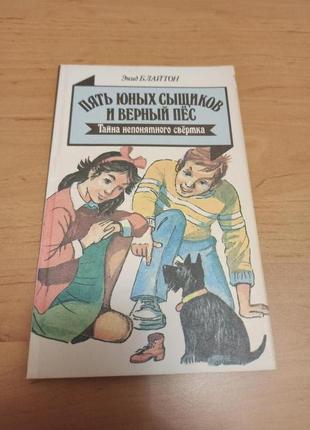 Энид БЛАЙТОН
ПЯТЬ ЮНЫХ СЫЩИКОВ
И ВЕРНЫЙ ПЁС
Тайна непонятного свёртка